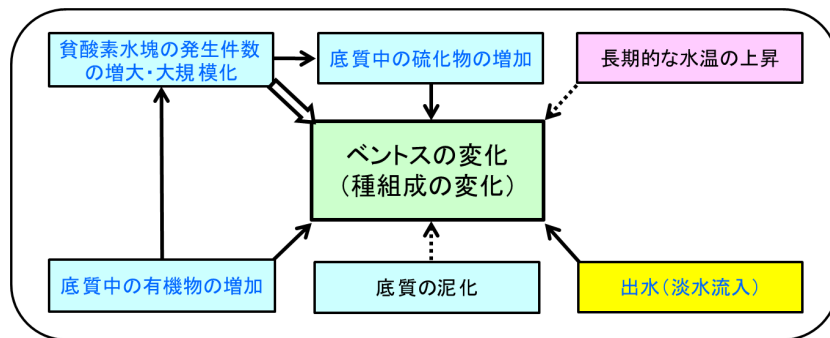 貧酸素水塊の発生件数
の増大・大規模化
底質中の硫化物の増加
長期的な水温の上昇
ベントスの変化
（種組成の変化）
底質中の有機物の増加
底質の泥化
出水（淡水流入）